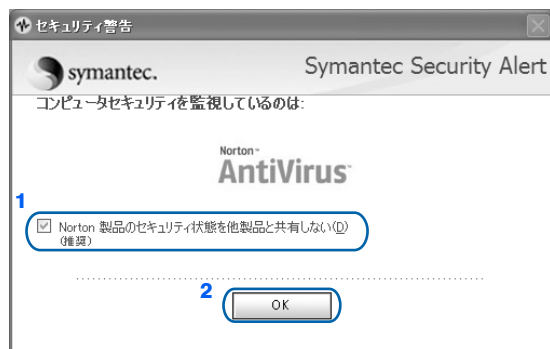 セキュリティ警告
symantec.
Symantec Security Alert
コンピュータセキュリティを監視しているのは:
Norton™
AntiVirus™
1
Norton 製品のセキュリティ状態を他製品と共有しない(D)
(推奨)
2
OK